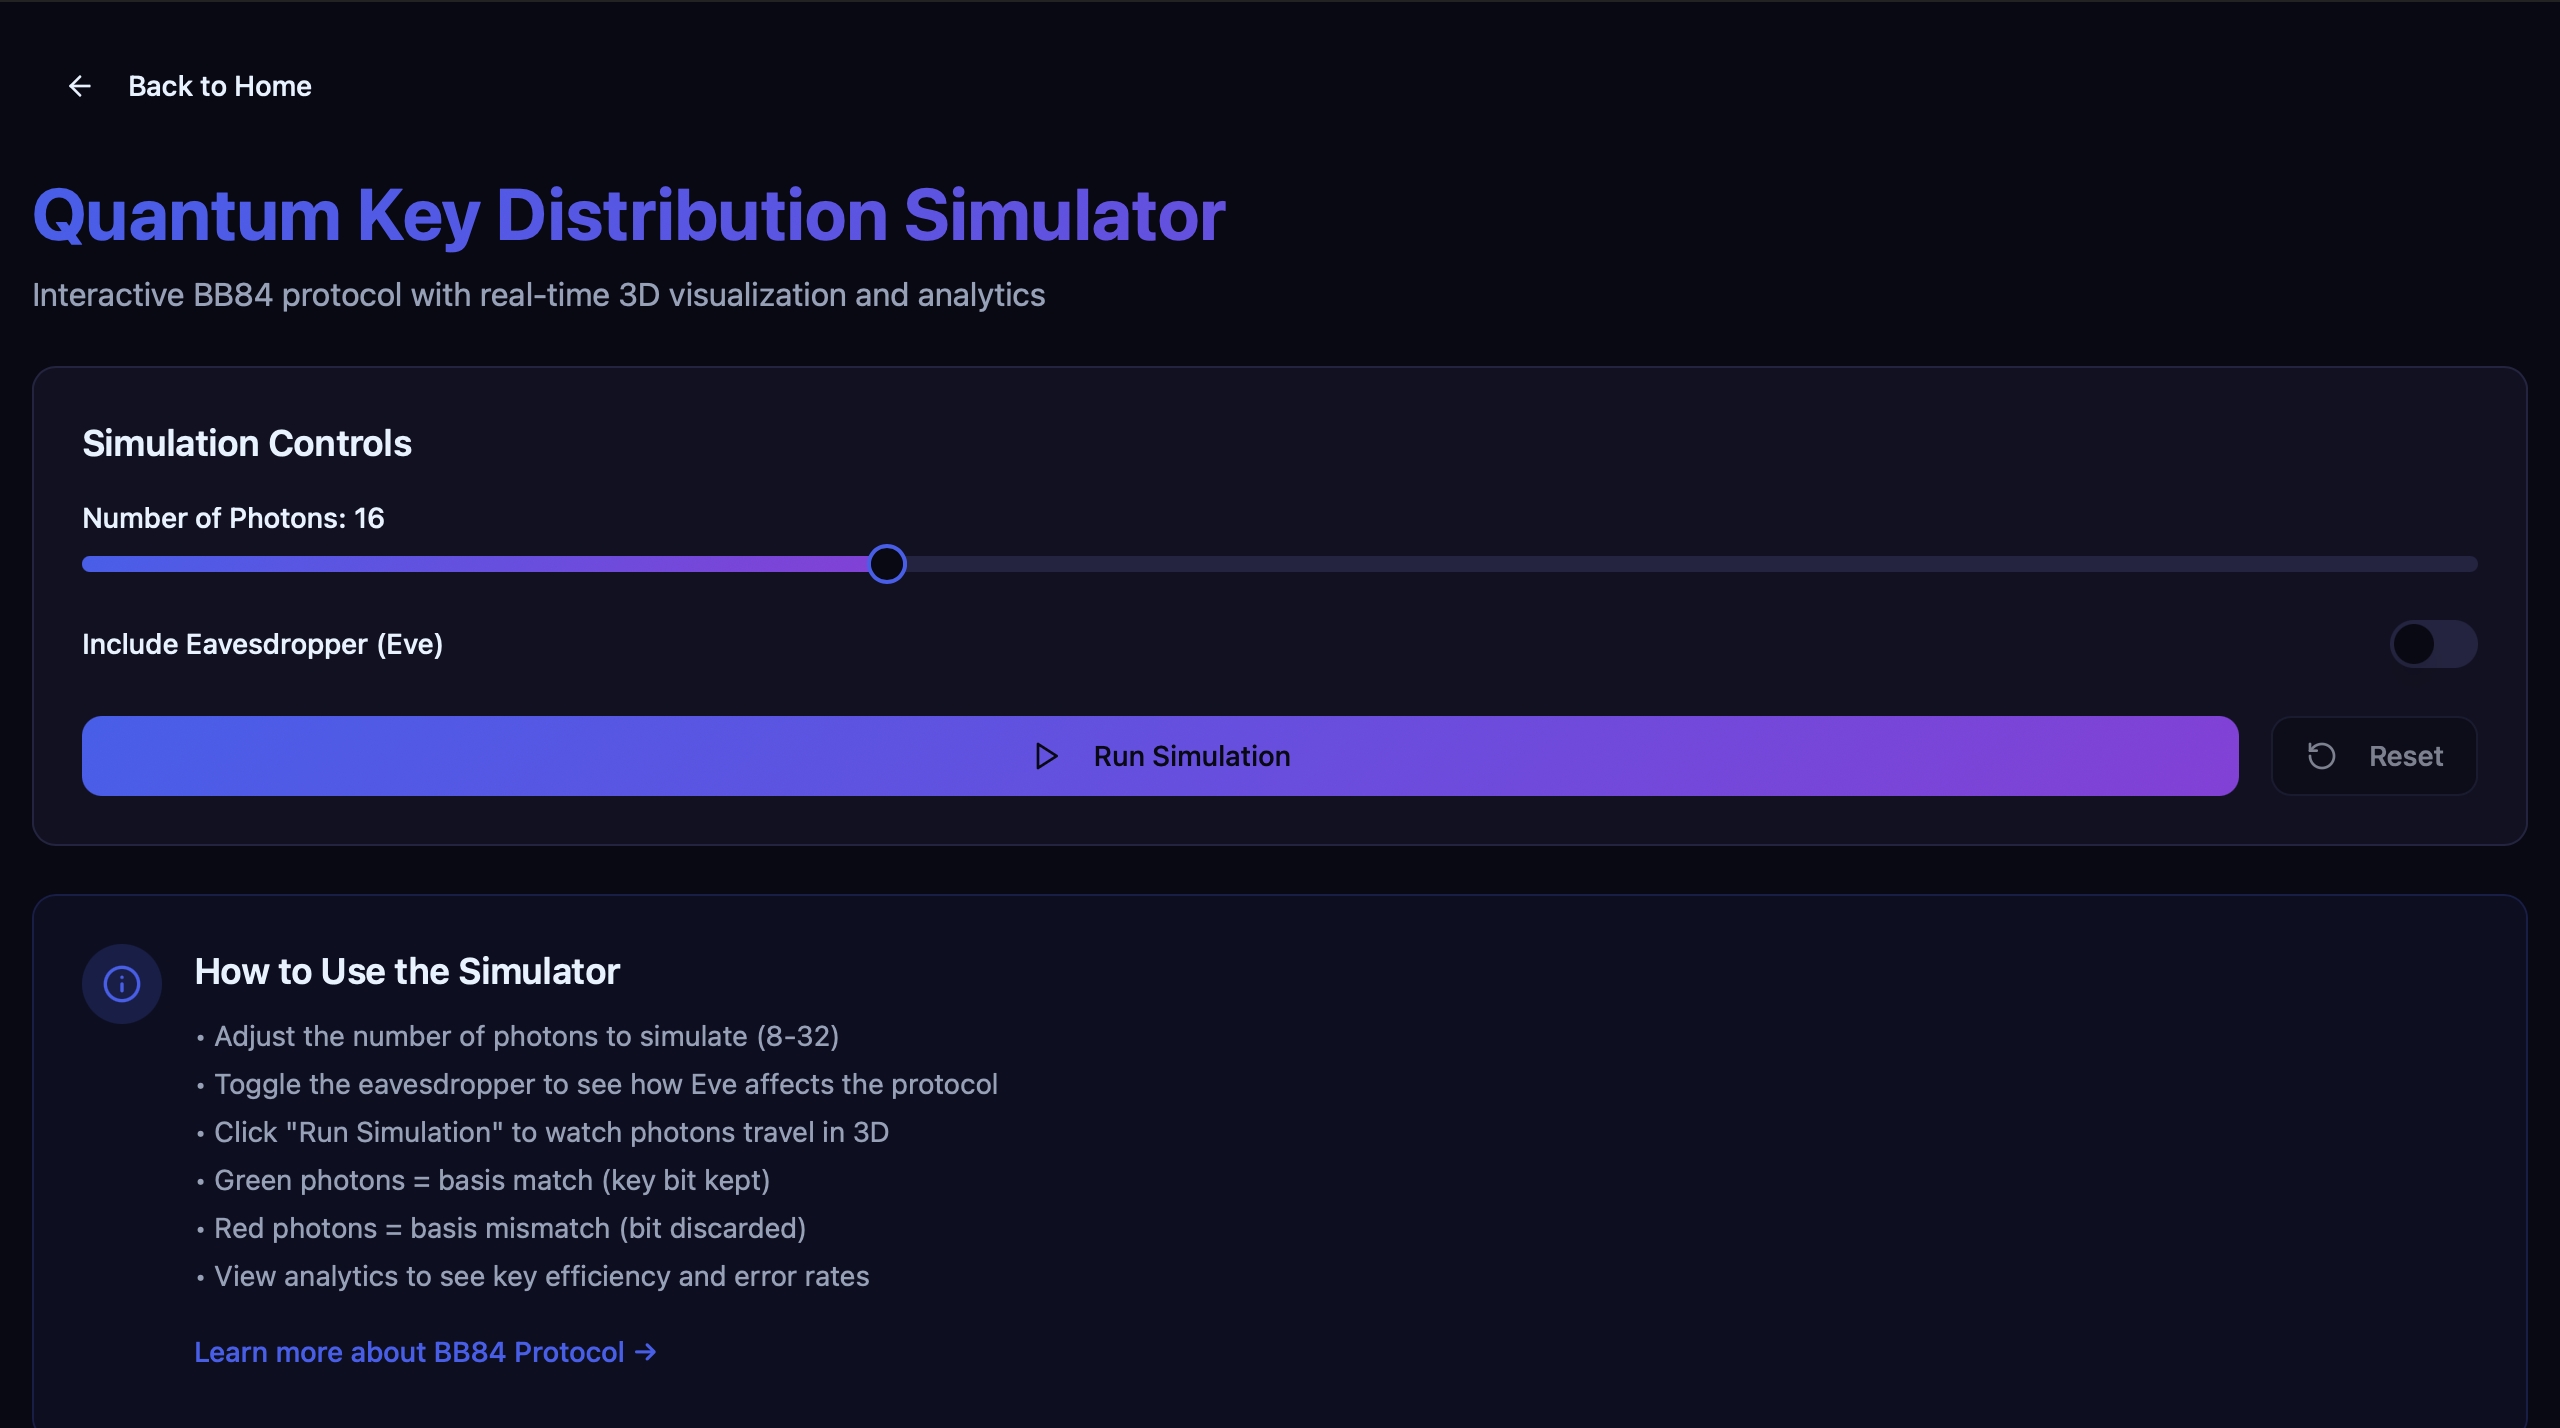 Back to Home
Quantum Key Distribution Simulator
Interactive BB84 protocol with real-time 3D visualization and analytics
Simulation Controls
Number of Photons: 16
Include Eavesdropper (Eve)
Run Simulation
Reset
How to Use the Simulator
• Adjust the number of photons to simulate (8-32)
• Toggle the eavesdropper to see how Eve affects the protocol
• Click "Run Simulation" to watch photons travel in 3D
• Green photons = basis match (key bit kept)
• Red photons = basis mismatch (bit discarded)
• View analytics to see key efficiency and error rates
Learn more about BB84 Protocol →